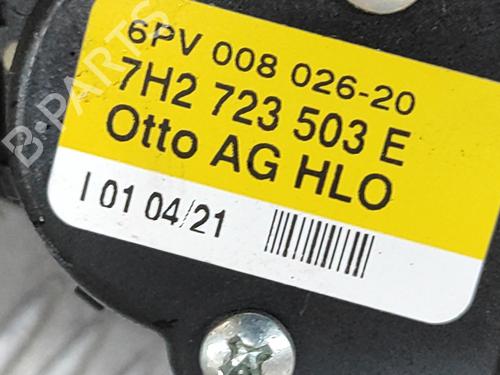 6PV 008 026-20
7H2 723 503 E
Otto AG HLO
I 01 04/21
B-PARTS